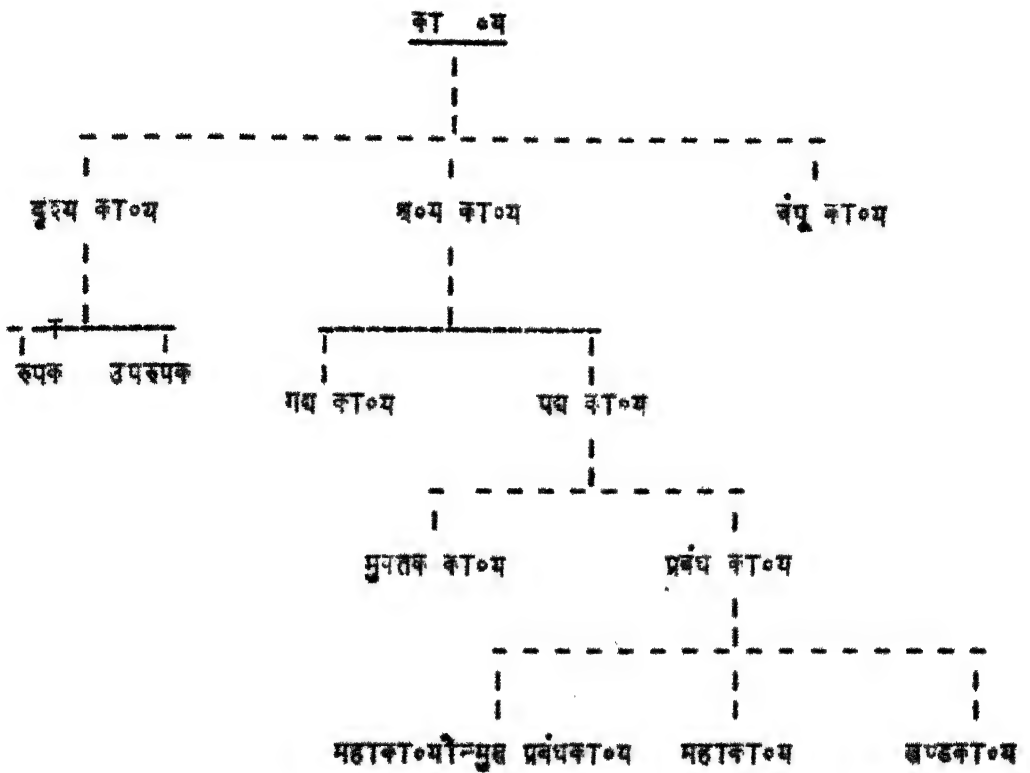 काव्य
दृश्य काव्य श्रव्य काव्य चंपू काव्य
रुपक उपरुपक
गद्य काव्य पद्य काव्य
मुक्तक काव्य प्रबंध काव्य
महाकाव्यौन्मुख प्रबंधकाव्य महाकाव्य खण्डकाव्य